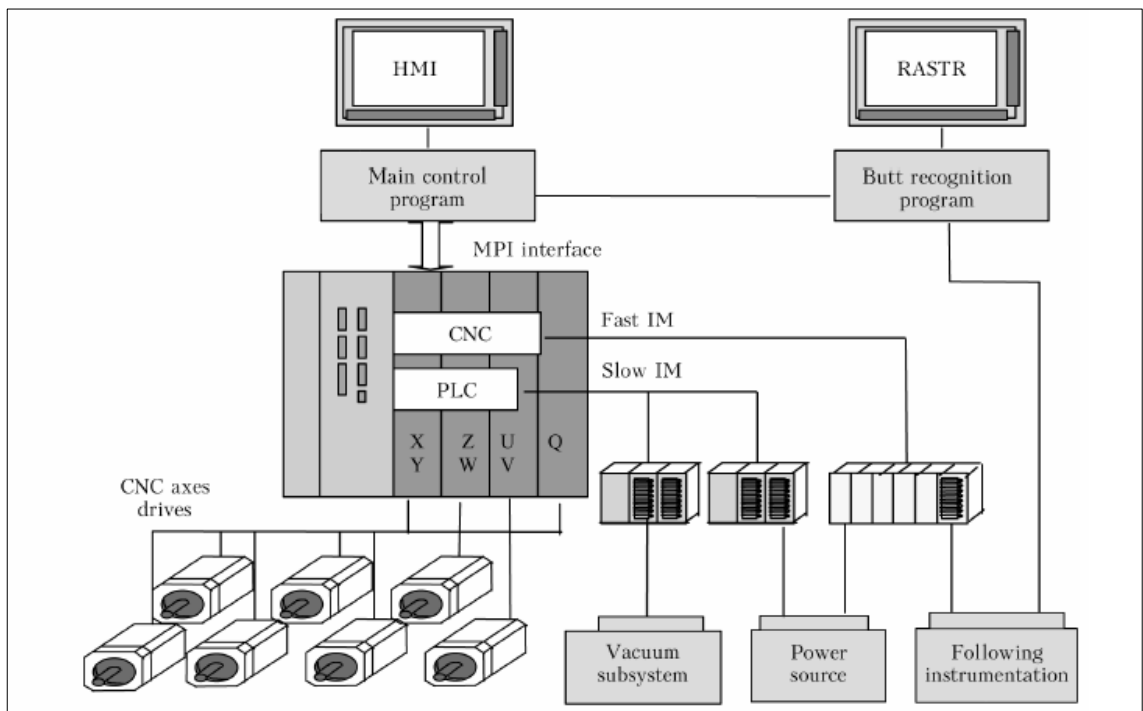 HMI
RASTR
Main control
program
Butt recognition
program
MPI interface
CNC
Fast IM
PLC
Slow IM
X Z U Q
Y W V
CNC axes
drives
Vacuum
subsystem
Power
source
Following
instrumentation